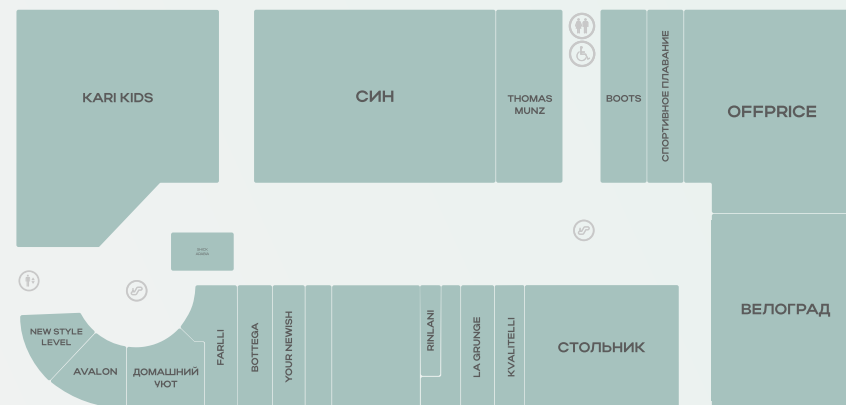 KARI KIDS
СИН
THOMAS
MUNZ
BOOTS
СПОРТИВНОЕ ПЛАВАНИЕ
OFFPRICE
ВЕЛОГРАД
NEW STYLE
LEVEL
AVALON
ДОМАШНИЙ
УЮТ
FARLLI
BOTTEGA
YOUR NEWISH
RINLANI
LA GRUNGE
KVALITELLI
СТОЛЬНИК